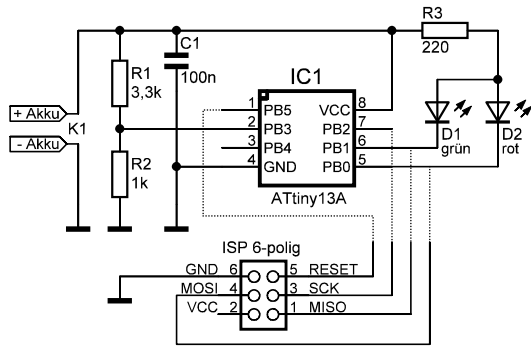 R3
220
C1
100n
R1
3,3k
IC1
+ Akku
K1
- Akku
R2
1k
1 PB5 VCC 8
2 PB3 PB2 7
3 PB4 PB1 6
4 GND PB0 5
ATtiny13A
D1
grün
D2
rot
ISP 6-polig
GND 6 5 RESET
MOSI 4 3 SCK
VCC 2 1 MISO